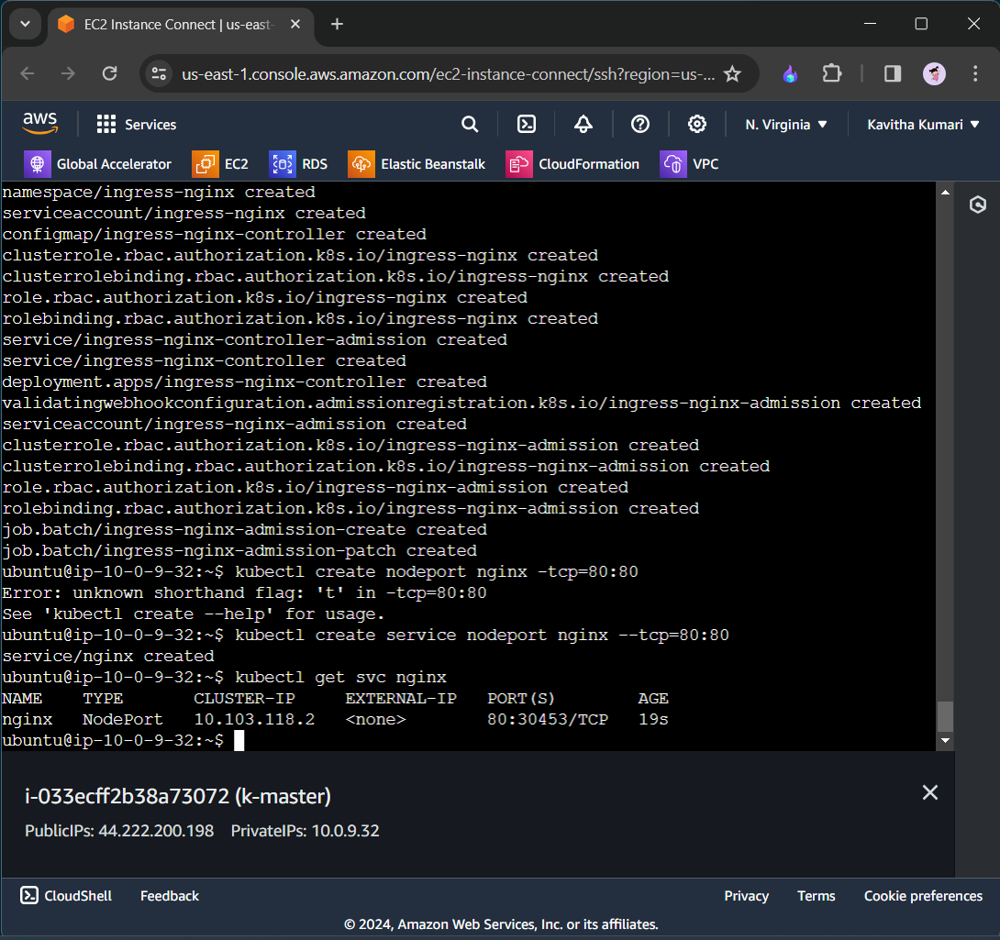 EC2 Instance Connect | us-east-
us-east-1.console.aws.amazon.com/ec2-instance-connect/ssh?region=us-...
aws Services N. Virginia Kavitha Kumari
Global Accelerator EC2 RDS Elastic Beanstalk CloudFormation VPC
namespace/ingress-nginx created
serviceaccount/ingress-nginx created
configmap/ingress-nginx-controller created
clusterrole.rbac.authorization.k8s.io/ingress-nginx created
clusterrolebinding.rbac.authorization.k8s.io/ingress-nginx created
role.rbac.authorization.k8s.io/ingress-nginx created
rolebinding.rbac.authorization.k8s.io/ingress-nginx created
service/ingress-nginx-controller-admission created
service/ingress-nginx-controller created
deployment.apps/ingress-nginx-controller created
validatingwebhookconfiguration.admissionregistration.k8s.io/ingress-nginx-admission created
serviceaccount/ingress-nginx-admission created
clusterrole.rbac.authorization.k8s.io/ingress-nginx-admission created
clusterrolebinding.rbac.authorization.k8s.io/ingress-nginx-admission created
role.rbac.authorization.k8s.io/ingress-nginx-admission created
rolebinding.rbac.authorization.k8s.io/ingress-nginx-admission created
job.batch/ingress-nginx-admission-create created
job.batch/ingress-nginx-admission-patch created
ubuntu@ip-10-0-9-32:~$ kubectl create nodeport nginx -tcp=80:80
Error: unknown shorthand flag: 't' in -tcp=80:80
See 'kubectl create --help' for usage.
ubuntu@ip-10-0-9-32:~$ kubectl create service nodeport nginx --tcp=80:80
service/nginx created
ubuntu@ip-10-0-9-32:~$ kubectl get svc nginx
NAME TYPE CLUSTER-IP EXTERNAL-IP PORT(S) AGE
nginx NodePort 10.103.118.2 <none> 80:30453/TCP 19s
ubuntu@ip-10-0-9-32:~$
i-033ecff2b38a73072 (k-master)
PublicIPs: 44.222.200.198 PrivateIPs: 10.0.9.32
CloudShell Feedback Privacy Terms Cookie preferences
© 2024, Amazon Web Services, Inc. or its affiliates.